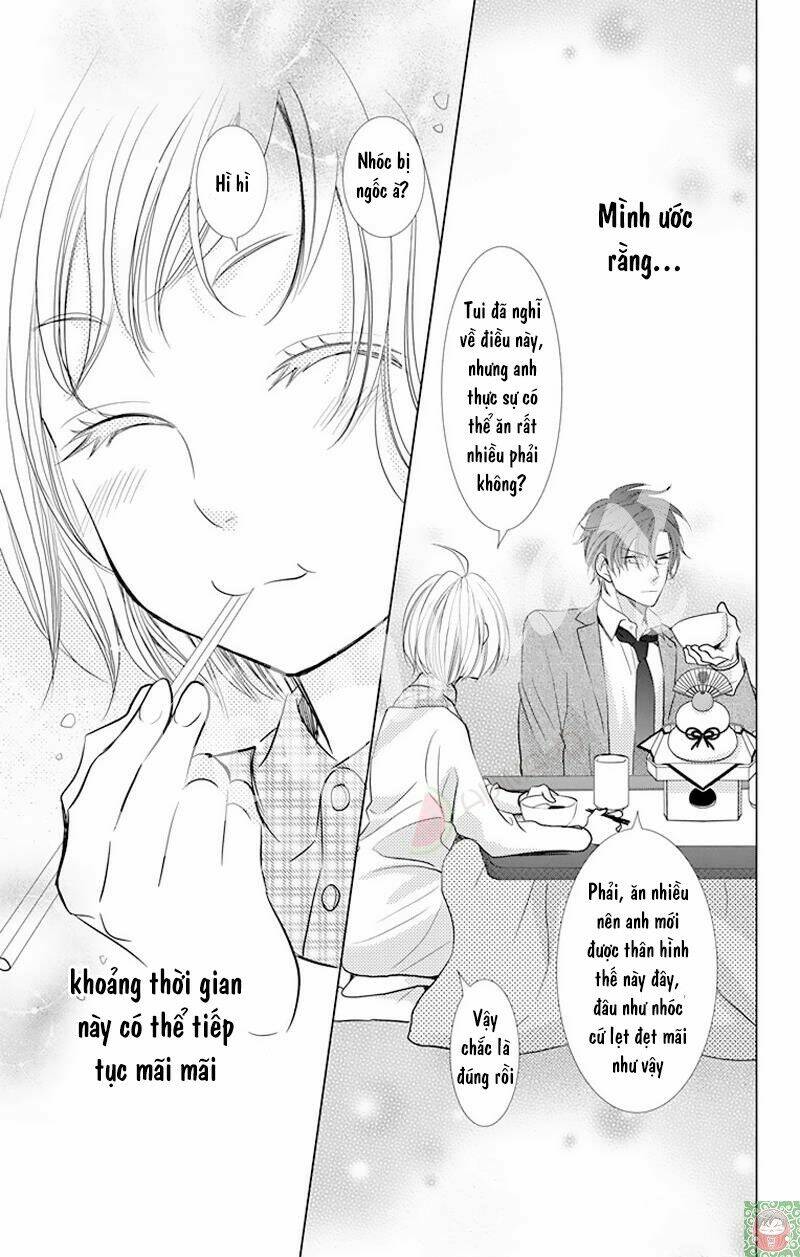 Mình ước
rằng...
Tui đã nghĩ
về điều này,
nhưng anh
thực sự có
thể ăn rất
nhiều phải
không?
Phải, ăn nhiều
nên anh mới
được thân hình
thế này đây,
đâu như nhóc
cứ lẹt đẹt mãi
như vậy
Vậy
chắc là
đúng rồi
Nhóc bị
ngốc à?
Hì hì
khoảng thời gian
này có thể tiếp
tục mãi mãi